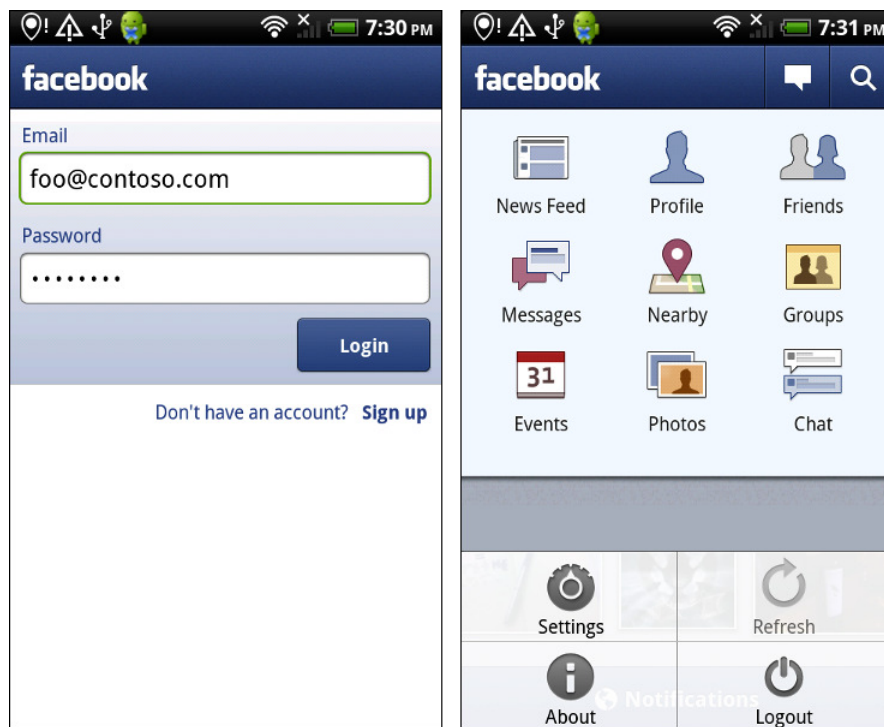 7:30 PM
facebook
Email
foo@contoso.com
Password
Login
Don't have an account? Sign up
7:31 PM
facebook
News Feed Profile Friends
Messages Nearby Groups
31
Events Photos Chat
Settings Refresh
Notifications
About Logout